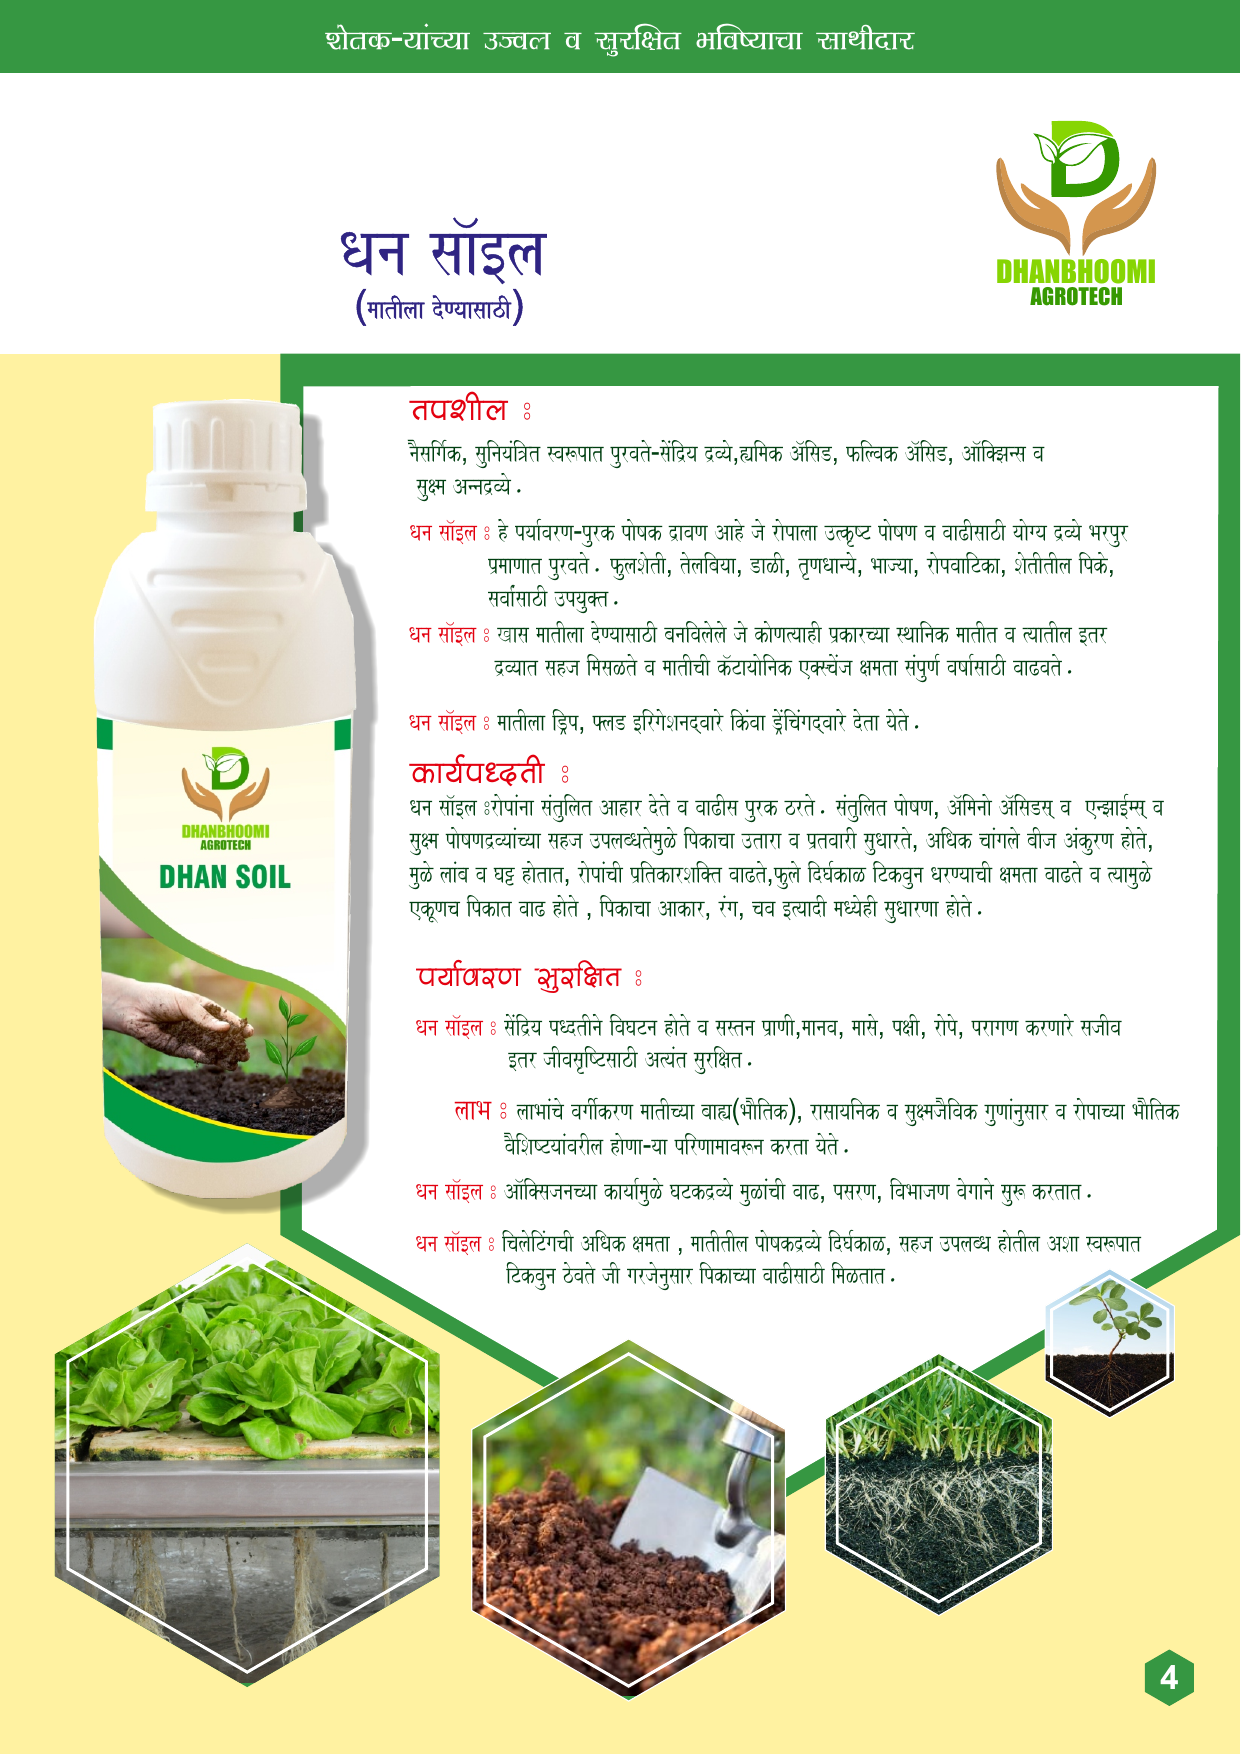 शेतक-यांच्या उज्वल व सुरक्षित भविष्याचा साथीदार
DHANBHOOMI
AGROTECH
धन सॉइल
(मातीला देण्यासाठी)
तपशील :
नैसर्गिक, सुनियंत्रित स्वरूपात पुरवते-सेंद्रिय द्रव्ये,ह्यमिक ॲसिड, फल्विक ॲसिड, ऑक्झिन्स व
सुक्ष्म अन्नद्रव्ये.
धन सॉइल : हे पर्यावरण-पुरक पोषक द्रावण आहे जे रोपाला उत्कृष्ट पोषण व वाढीसाठी योग्य द्रव्ये भरपुर
प्रमाणात पुरवते. फुलशेती, तेलबिया, डाळी, तृणधान्ये, भाज्या, रोपवाटिका, शेतीतील पिके,
सर्वांसाठी उपयुक्त.
धन सॉइल : खास मातीला देण्यासाठी बनविलेले जे कोणत्याही प्रकारच्या स्थानिक मातीत व त्यातील इतर
द्रव्यात सहज मिसळते व मातीची कॅटायोनिक एक्स्चेंज क्षमता संपुर्ण वर्षासाठी वाढवते.
धन सॉइल : मातीला ड्रिप, फ्लड इरिगेशनद्वारे किंवा ड्रेंचिंगद्वारे देता येते.
कार्यपध्दती :
धन सॉइल :रोपांना संतुलित आहार देते व वाढीस पुरक ठरते. संतुलित पोषण, ॲमिनो ॲसिडस् व एन्झाईम्स् व
सुक्ष्म पोषणद्रव्यांच्या सहज उपलब्धतेमुळे पिकाचा उतारा व प्रतवारी सुधारते, अधिक चांगले बीज अंकुरण होते,
मुळे लांब व घट्ट होतात, रोपांची प्रतिकारशक्ति वाढते,फुले दिर्घकाळ टिकवुन धरण्याची क्षमता वाढते व त्यामुळे
एकूणच पिकात वाढ होते , पिकाचा आकार, रंग, चव इत्यादी मध्येही सुधारणा होते.
पर्यावरण सुरक्षित :
धन सॉइल : सेंद्रिय पध्दतीने विघटन होते व सस्तन प्राणी,मानव, मासे, पक्षी, रोपे, परागण करणारे सजीव
इतर जीवसृष्टिसाठी अत्यंत सुरक्षित.
लाभ : लाभांचे वर्गीकरण मातीच्या बाह्य(भौतिक), रासायनिक व सुक्ष्मजैविक गुणांनुसार व रोपाच्या भौतिक
वैशिष्टयांवरील होणा-या परिणामावरून करता येते.
धन सॉइल : ऑक्सिजनच्या कार्यामुळे घटकद्रव्ये मुळांची वाढ, पसरण, विभाजण वेगाने सुरू करतात.
धन सॉइल : चिलेटिंगची अधिक क्षमता , मातीतील पोषकद्रव्ये दिर्घकाळ, सहज उपलब्ध होतील अशा स्वरूपात
टिकवुन ठेवते जी गरजेनुसार पिकाच्या वाढीसाठी मिळतात.
DHANBHOOMI
AGROTECH
DHAN SOIL
4